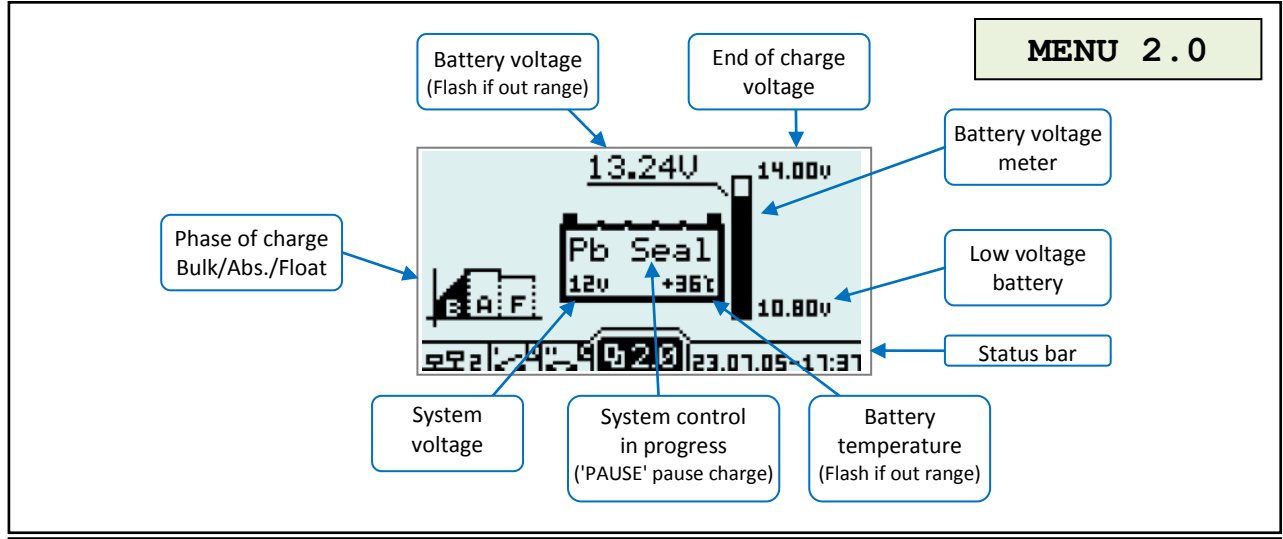 MENU 2.0
Battery voltage
(Flash if out range)
End of charge
voltage
Battery voltage
meter
13.24V
14.00v
Phase of charge
Bulk/Abs./Float
Pb Seal
12v +36℃
Low voltage
battery
B A F
10.80v
Status bar
2 2.0 23.07.05-17:37
System
voltage
System control
in progress
('PAUSE' pause charge)
Battery
temperature
(Flash if out range)